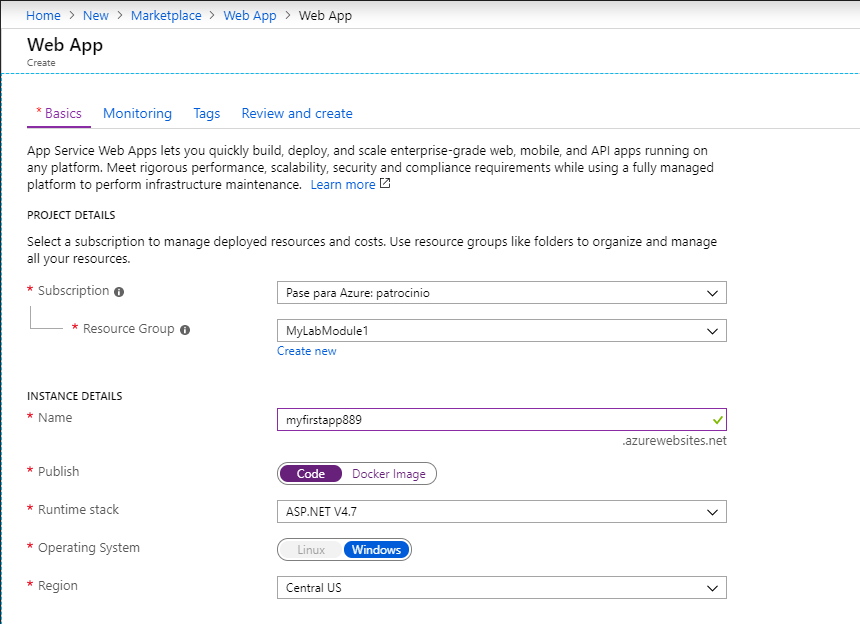 Home > New > Marketplace > Web App > Web App
Web App
Create
* Basics Monitoring Tags Review and create
App Service Web Apps lets you quickly build, deploy, and scale enterprise-grade web, mobile, and API apps running on
any platform. Meet rigorous performance, scalability, security and compliance requirements while using a fully managed
platform to perform infrastructure maintenance. Learn more
PROJECT DETAILS
Select a subscription to manage deployed resources and costs. Use resource groups like folders to organize and manage
all your resources.
* Subscription Pase para Azure: patrocinio
* Resource Group MyLabModule1
Create new
INSTANCE DETAILS
* Name myfirstapp889
.azurewebsites.net
* Publish Code Docker Image
* Runtime stack ASP.NET V4.7
* Operating System Linux Windows
* Region Central US